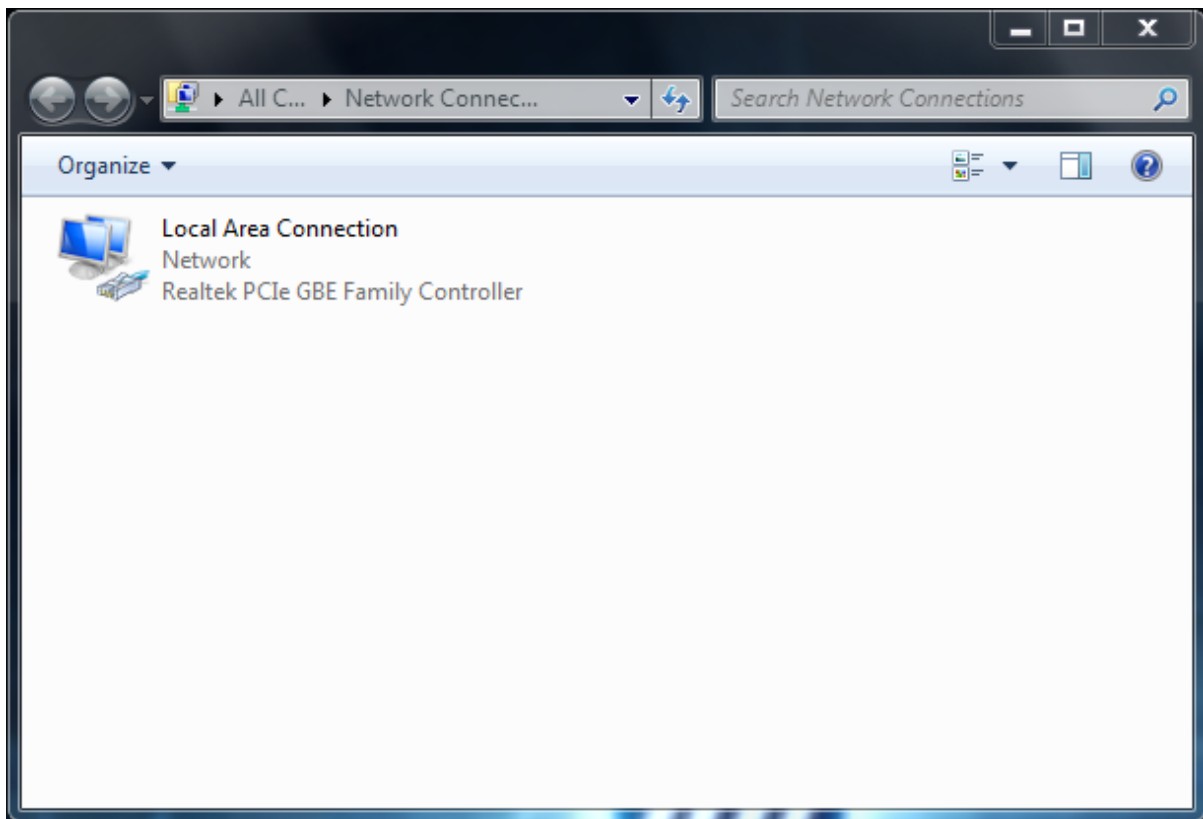 All C... Network Connec...
Search Network Connections
Organize
Local Area Connection
Network
Realtek PCIe GBE Family Controller